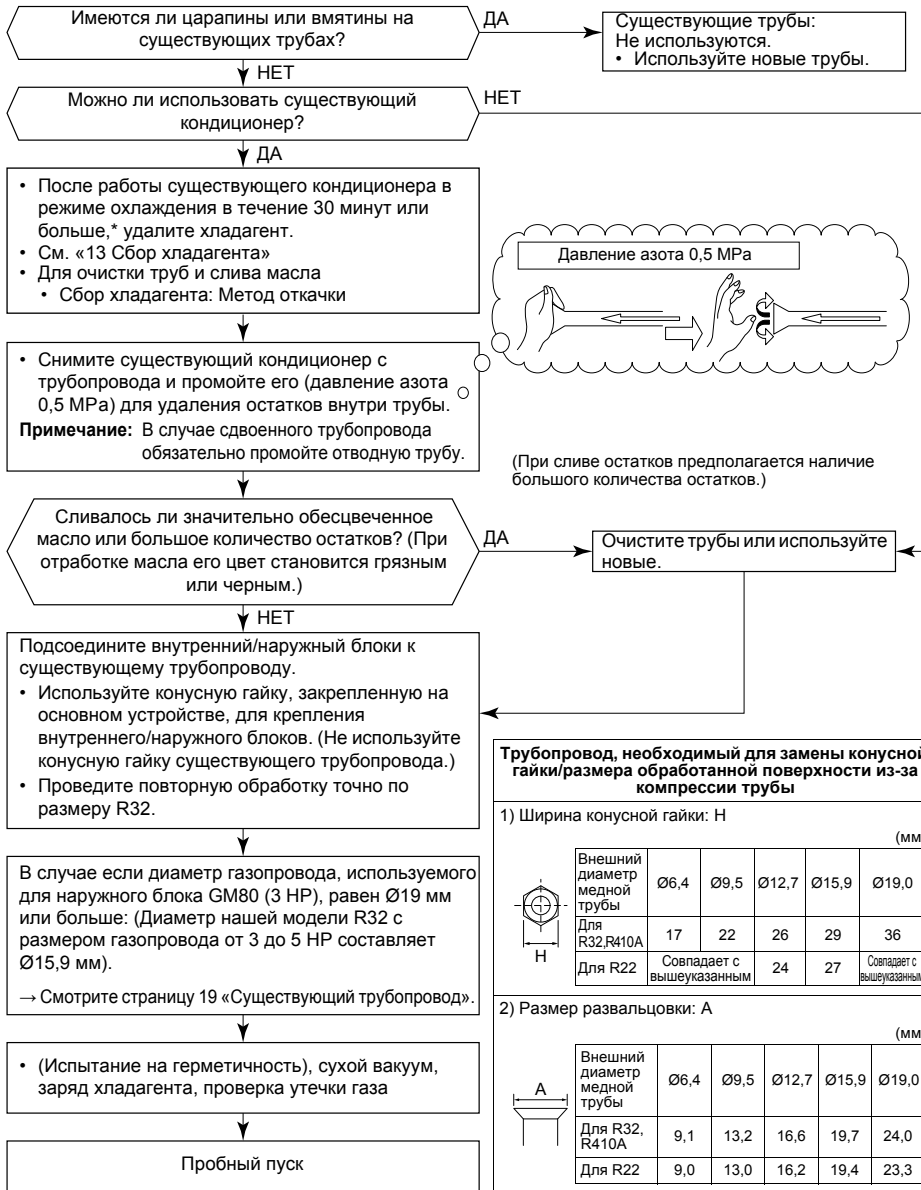 Имеются ли царапины или вмятины на
существующих трубах?
ДА
Существующие трубы:
Не используются.
• Используйте новые трубы.
НЕТ
Можно ли использовать существующий
кондиционер?
НЕТ
ДА
• После работы существующего кондиционера в
режиме охлаждения в течение 30 минут или
больше,* удалите хладагент.
• См. «13 Сбор хладагента»
• Для очистки труб и слива масла
• Сбор хладагента: Метод откачки
Давление азота 0,5 MPa
• Снимите существующий кондиционер с
трубопровода и промойте его (давление азота
0,5 MPa) для удаления остатков внутри трубы.
Примечание: В случае сдвоенного трубопровода
обязательно промойте отводную трубу.
(При сливе остатков предполагается наличие
большого количества остатков.)
Сливалось ли значительно обесцвеченное
масло или большое количество остатков? (При
отработке масла его цвет становится грязным
или черным.)
ДА
Очистите трубы или используйте
новые.
НЕТ
Подсоедините внутренний/наружный блоки к
существующему трубопроводу.
• Используйте конусную гайку, закрепленную на
основном устройстве, для крепления
внутреннего/наружного блоков. (Не используйте
конусную гайку существующего трубопровода.)
• Проведите повторную обработку точно по
размеру R32.
В случае если диаметр газопровода, используемого
для наружного блока GM80 (3 HP), равен Ø19 мм
или больше: (Диаметр нашей модели R32 с
размером газопровода от 3 до 5 HP составляет
Ø15,9 мм).
→ Смотрите страницу 19 «Существующий трубопровод».
• (Испытание на герметичность), сухой вакуум,
заряд хладагента, проверка утечки газа
Пробный пуск
Трубопровод, необходимый для замены конусной
гайки/размера обработанной поверхности из-за
компрессии трубы
1) Ширина конусной гайки: H
(мм
H
Внешний
диаметр
медной
трубы
Ø6,4 Ø9,5 Ø12,7 Ø15,9 Ø19,0
Для
R32,R410A
17 22 26 29 36
Для R22 Совпадает с
вышеуказанным
24 27 Совпадает с
вышеуказанным
2) Размер развальцовки: A
(мм
A
Внешний
диаметр
медной
трубы
Ø6,4 Ø9,5 Ø12,7 Ø15,9 Ø19,0
Для R32,
R410A
9,1 13,2 16,6 19,7 24,0
Для R22 9,0 13,0 16,2 19,4 23,3